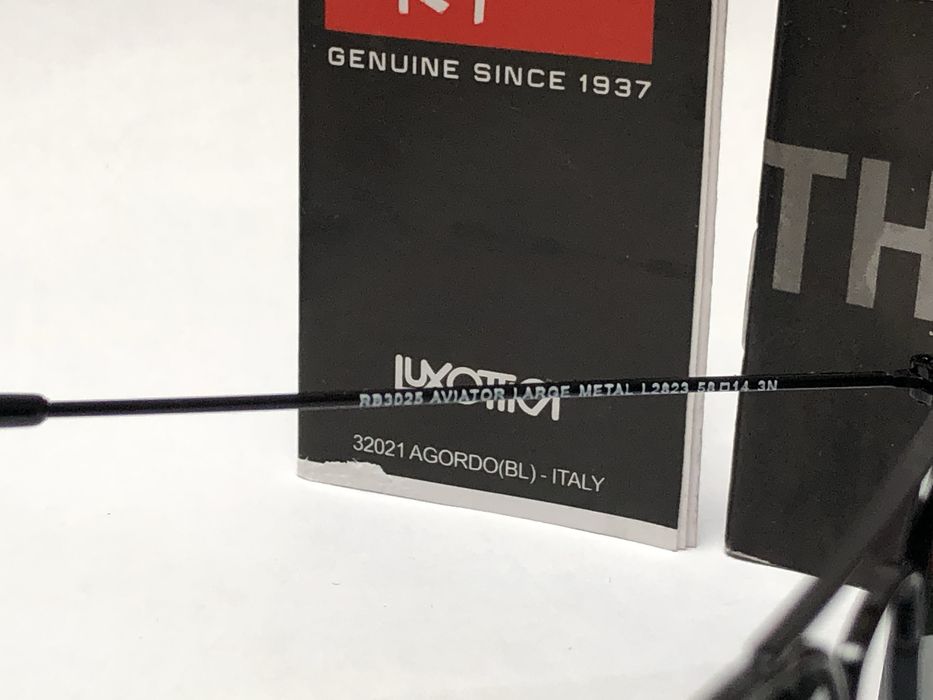 GENUINE SINCE 1937
TH
LUXOTTICA
RB3025 AVIATOR LARGE METAL L2823 58□14 3N
32021 AGORDO(BL) - ITALY